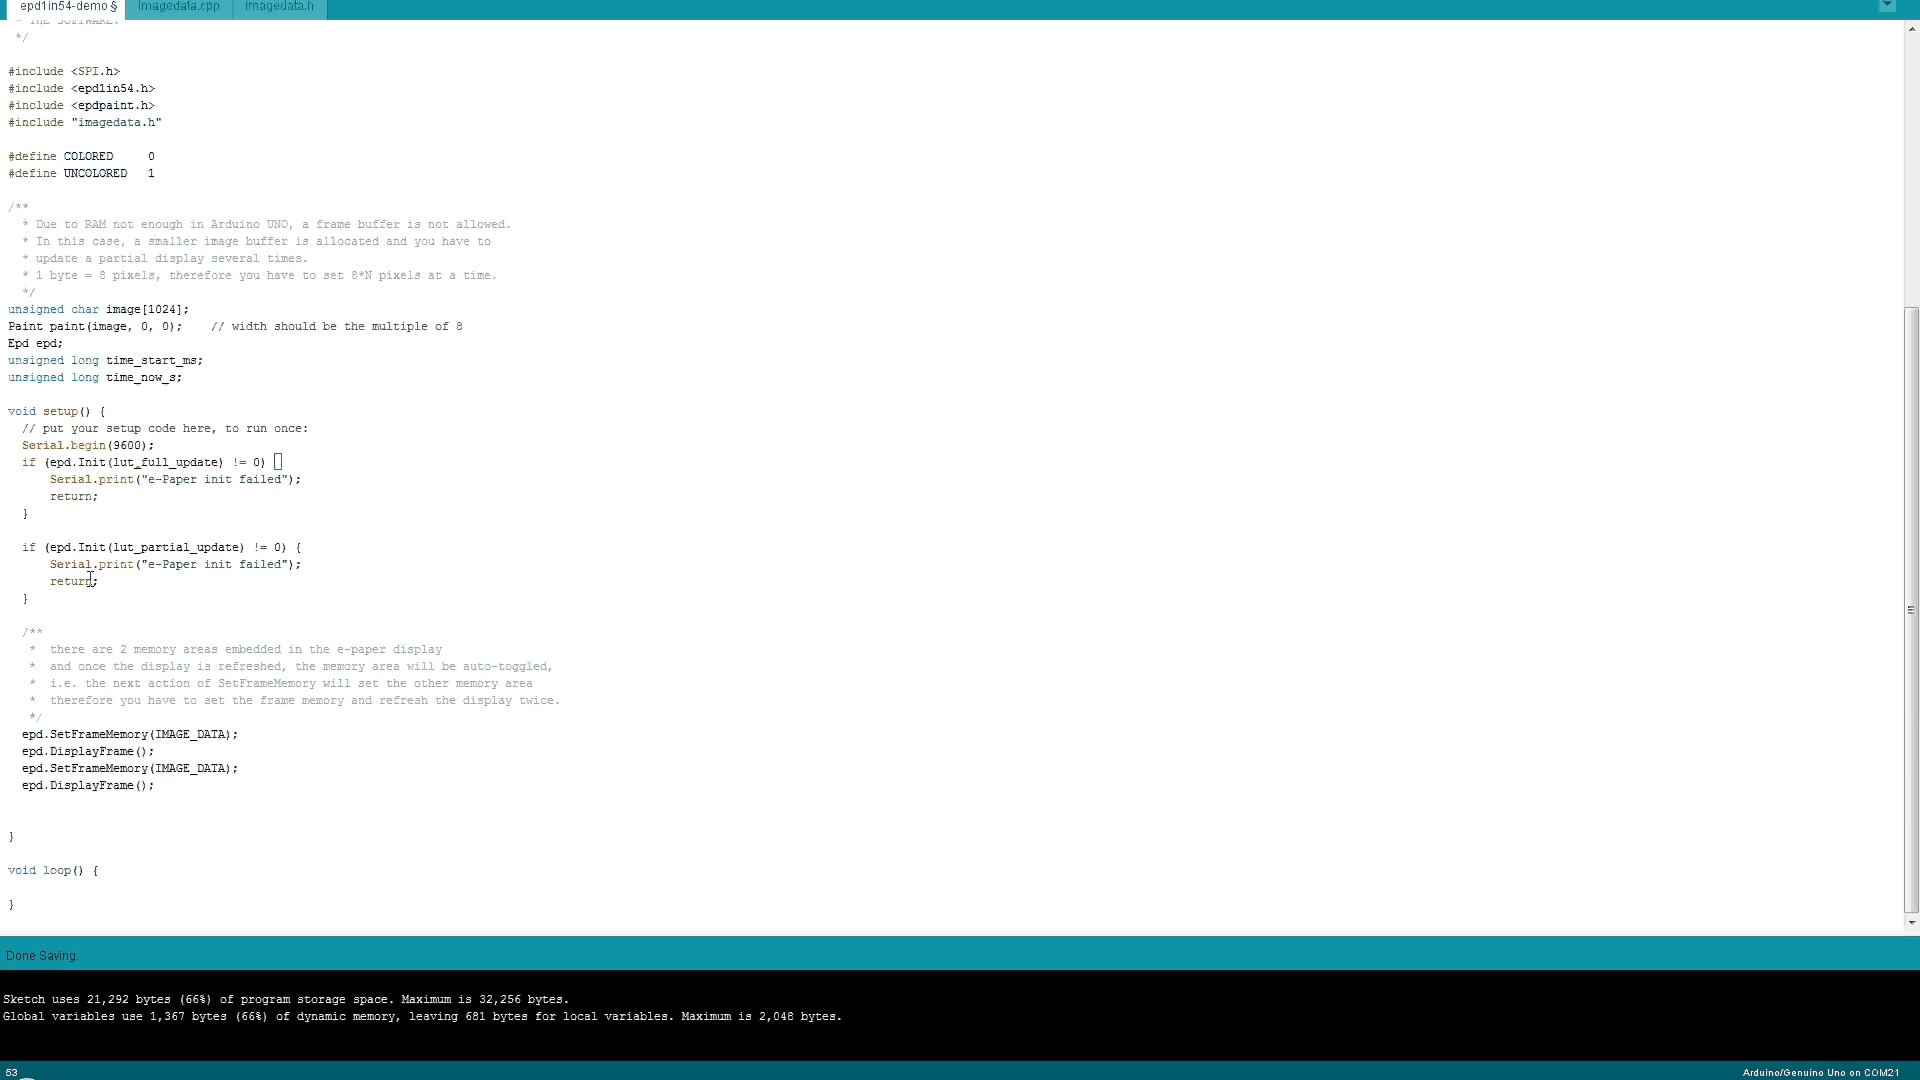 epd1in54-demo § imagedata.cpp imagedata.h
* THE SOFTWARE.
*/
#include <SPI.h>
#include <epd1in54.h>
#include <epdpaint.h>
#include "imagedata.h"
#define COLORED     0
#define UNCOLORED   1
/**
* Due to RAM not enough in Arduino UNO, a frame buffer is not allowed.
* In this case, a smaller image buffer is allocated and you have to
* update a partial display several times.
* 1 byte = 8 pixels, therefore you have to set 8*N pixels at a time.
*/
unsigned char image[1024];
Paint paint(image, 0, 0);    // width should be the multiple of 8
Epd epd;
unsigned long time_start_ms;
unsigned long time_now_s;
void setup() {
// put your setup code here, to run once:
Serial.begin(9600);
if (epd.Init(lut_full_update) != 0) 
Serial.print("e-Paper init failed");
return;
}
if (epd.Init(lut_partial_update) != 0) {
Serial.print("e-Paper init failed");
return;
}
/**
*  there are 2 memory areas embedded in the e-paper display
*  and once the display is refreshed, the memory area will be auto-toggled,
*  i.e. the next action of SetFrameMemory will set the other memory area
*  therefore you have to set the frame memory and refresh the display twice.
*/
epd.SetFrameMemory(IMAGE_DATA);
epd.DisplayFrame();
epd.SetFrameMemory(IMAGE_DATA);
epd.DisplayFrame();
}
void loop() {
}
Done Saving.
Sketch uses 21,292 bytes (66%) of program storage space. Maximum is 32,256 bytes.
Global variables use 1,367 bytes (66%) of dynamic memory, leaving 681 bytes for local variables. Maximum is 2,048 bytes.
53 Arduino/Genuino Uno on COM21